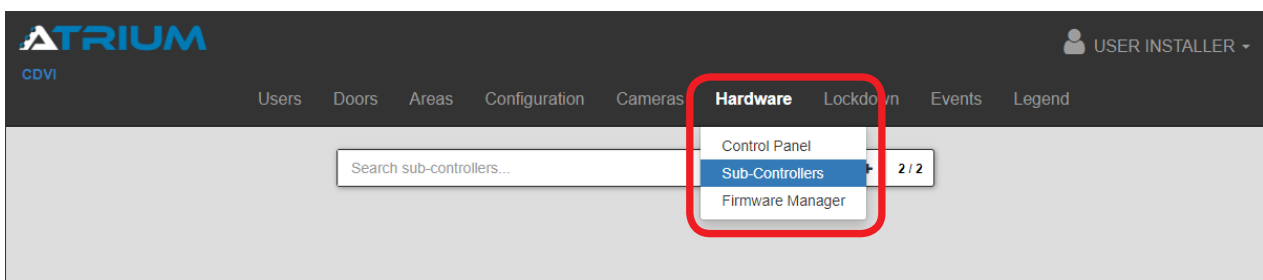 ATRIUM
CDVI
USER INSTALLER
Users Doors Areas Configuration Cameras Hardware Lockdown Events Legend
Control Panel
Search sub-controllers... Sub-Controllers + 2 / 2
Firmware Manager